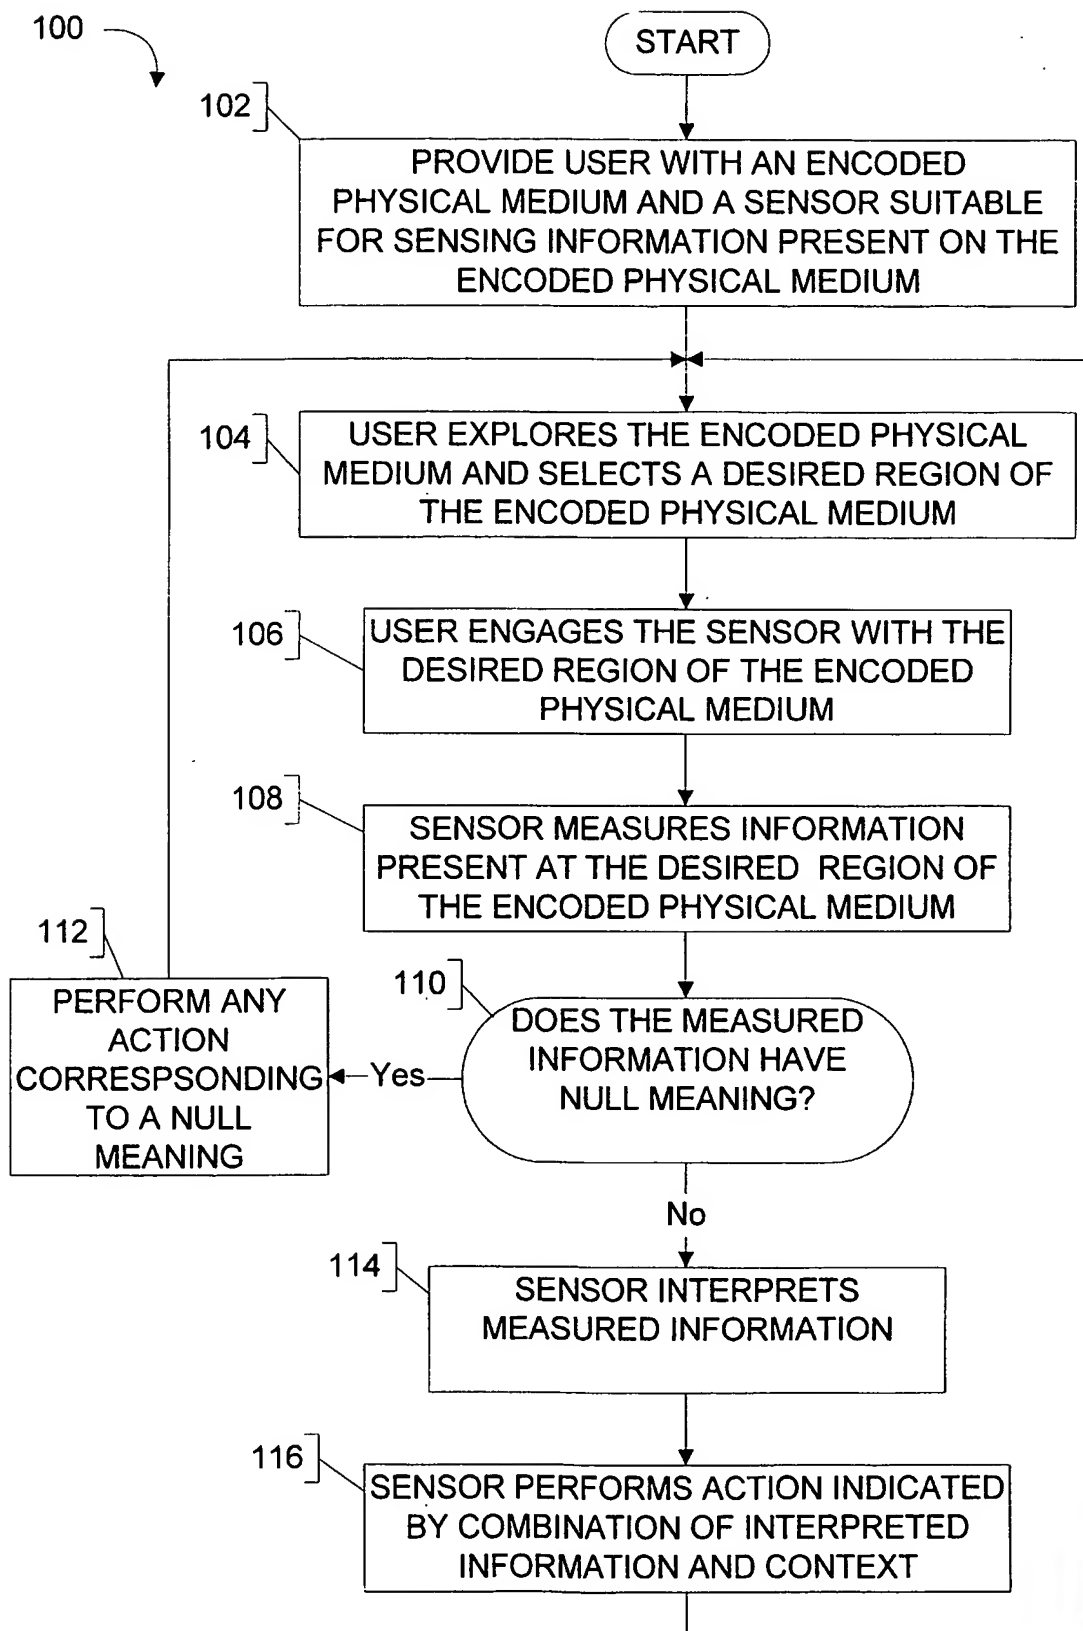 100
START
102
PROVIDE USER WITH AN ENCODED
PHYSICAL MEDIUM AND A SENSOR SUITABLE
FOR SENSING INFORMATION PRESENT ON THE
ENCODED PHYSICAL MEDIUM
104
USER EXPLORES THE ENCODED PHYSICAL
MEDIUM AND SELECTS A DESIRED REGION OF
THE ENCODED PHYSICAL MEDIUM
106
USER ENGAGES THE SENSOR WITH THE
DESIRED REGION OF THE ENCODED
PHYSICAL MEDIUM
108
SENSOR MEASURES INFORMATION
PRESENT AT THE DESIRED REGION OF
THE ENCODED PHYSICAL MEDIUM
110
DOES THE MEASURED
INFORMATION HAVE
NULL MEANING?
Yes
112
PERFORM ANY
ACTION
CORRESPSONDING
TO A NULL
MEANING
No
114
SENSOR INTERPRETS
MEASURED INFORMATION
116
SENSOR PERFORMS ACTION INDICATED
BY COMBINATION OF INTERPRETED
INFORMATION AND CONTEXT